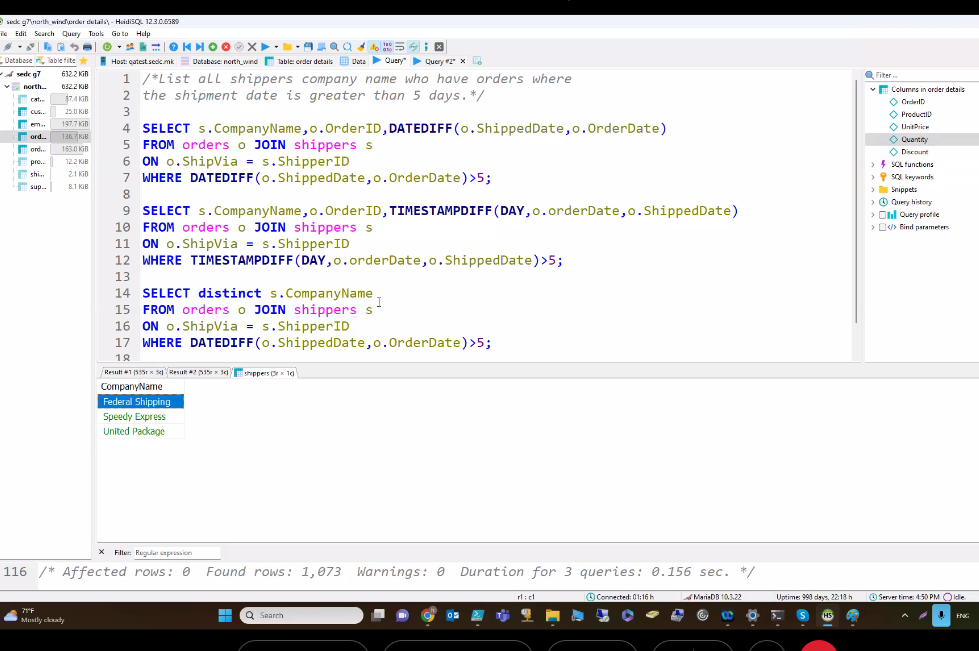 sedc g7\north_wind\order details\ - HeidiSQL 12.3.0.6589
File Edit Search Query Tools Go to Help
Database Table filter Host: qatest.sedc.mk Database: north_wind Table: order details Data Query* Query #2*
sedc g7 632.2 KiB
north... 632.2 KiB
cat... 87.4 KiB
cus... 25.0 KiB
em... 197.7 KiB
ord... 136.7 KiB
ord... 163.0 KiB
pro... 12.2 KiB
shi... 2.1 KiB
sup... 8.1 KiB
1 /*List all shippers company name who have orders where
2 the shipment date is greater than 5 days.*/
3
4 SELECT s.CompanyName,o.OrderID,DATEDIFF(o.ShippedDate,o.OrderDate)
5 FROM orders o JOIN shippers s
6 ON o.ShipVia = s.ShipperID
7 WHERE DATEDIFF(o.ShippedDate,o.OrderDate)>5;
8
9 SELECT s.CompanyName,o.OrderID,TIMESTAMPDIFF(DAY,o.orderDate,o.ShippedDate)
10 FROM orders o JOIN shippers s
11 ON o.ShipVia = s.ShipperID
12 WHERE TIMESTAMPDIFF(DAY,o.orderDate,o.ShippedDate)>5;
13
14 SELECT distinct s.CompanyName
15 FROM orders o JOIN shippers s
16 ON o.ShipVia = s.ShipperID
17 WHERE DATEDIFF(o.ShippedDate,o.OrderDate)>5;
18
Filter ...
Columns in order details
OrderID
ProductID
UnitPrice
Quantity
Discount
SQL functions
SQL keywords
Snippets
Query history
Query profile
Bind parameters
Result #1 (535r × 3c) Result #2 (535r × 3c) shippers (3r × 1c)
CompanyName
Federal Shipping
Speedy Express
United Package
Filter: Regular expression
116 /* Affected rows: 0 Found rows: 1,073 Warnings: 0 Duration for 3 queries: 0.156 sec. */
r1 : c1 Connected: 01:16 h MariaDB 10.3.22 Uptime: 998 days, 22:18 h Server time: 4:50 PM Idle.
71°F
Mostly cloudy
Search
ENG